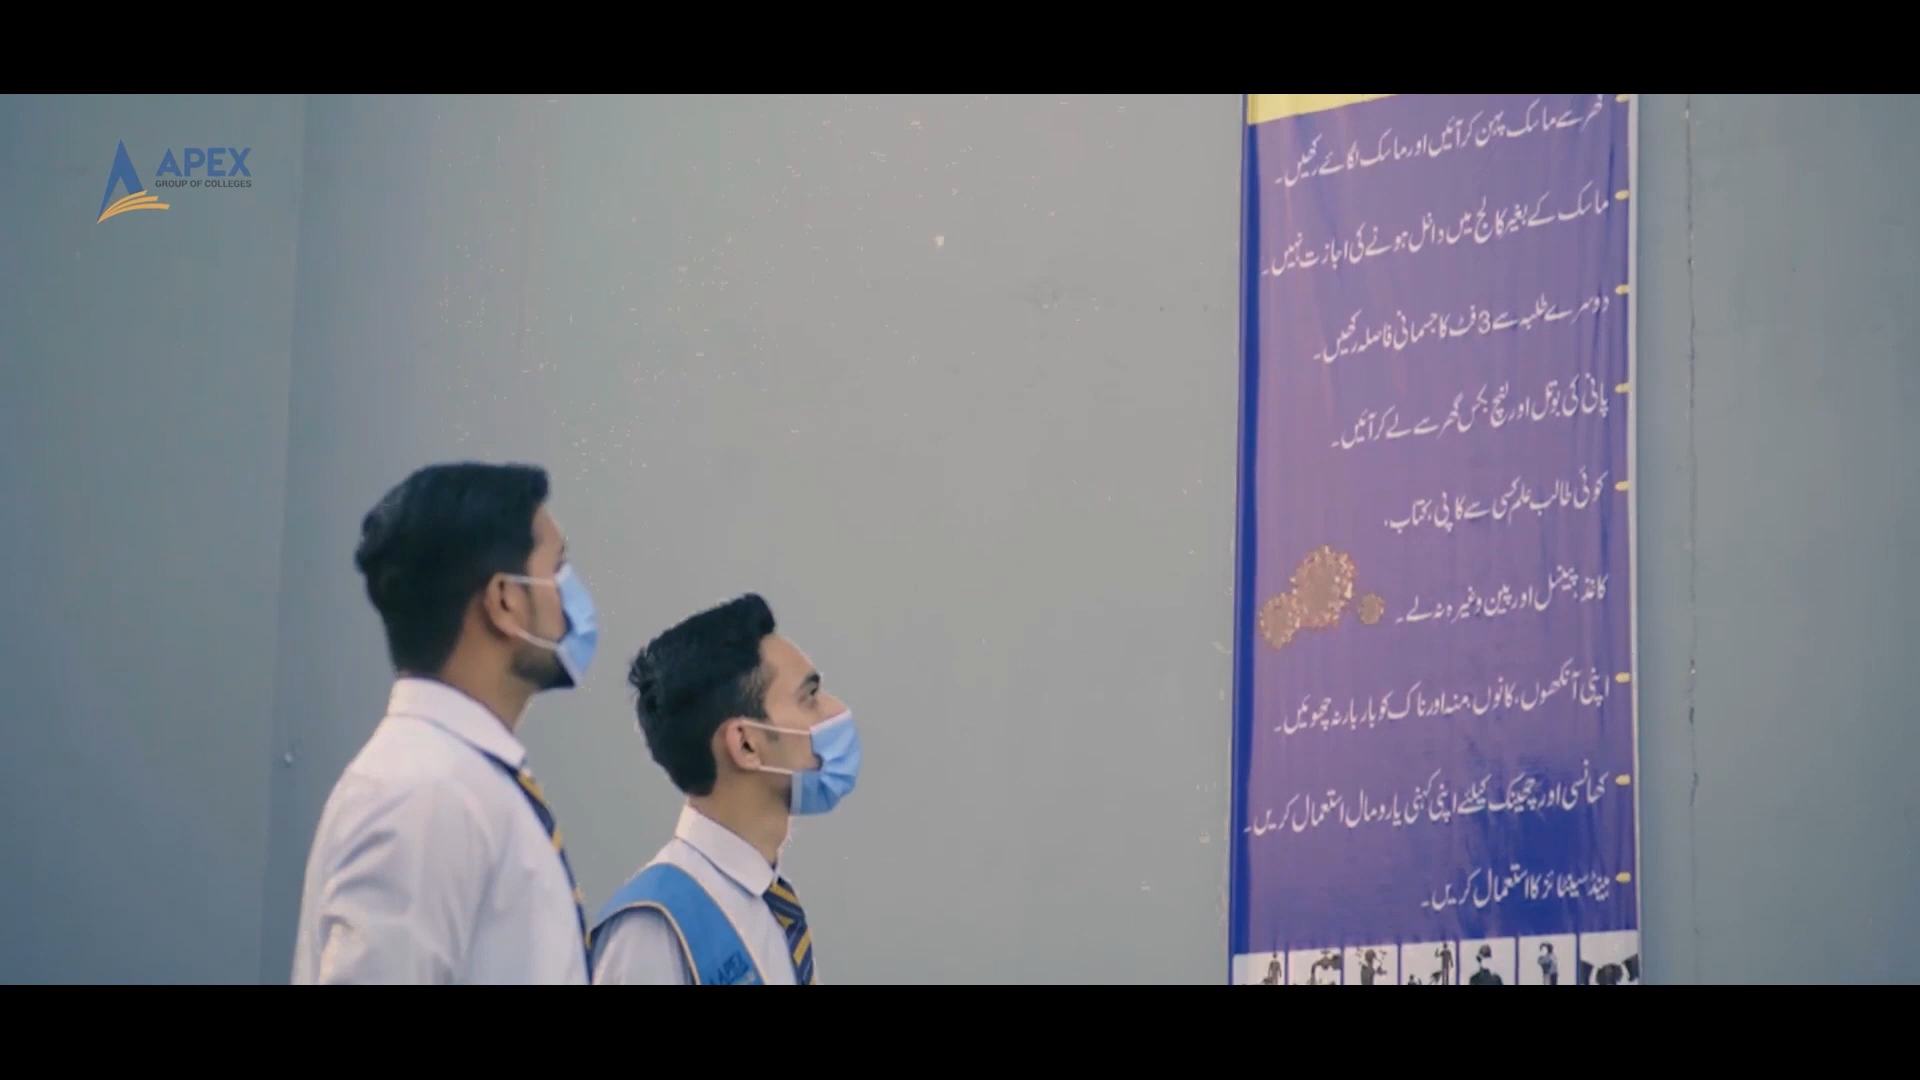 APEX
GROUP OF COLLEGES
گھر سے ماسک پہن کر آئیں اور ماسک لگائے رکھیں۔
ماسک کے بغیر کالج میں داخل ہونے کی اجازت نہیں۔
دوسرے طلبہ سے 3 فٹ کا جسمانی فاصلہ رکھیں۔
پانی کی بوتل اور لنچ بکس گھر سے لے کر آئیں۔
کوئی طالب علم کسی سے کاپی، کتاب،
کاغذ، پینسل اور پین وغیرہ نہ لے۔
اپنی آنکھوں، کانوں، منہ اور ناک کو بار بار نہ چھوئیں۔
کھانسی اور چھینک کیلئے اپنی کہنی یا رومال استعمال کریں۔
ہینڈ سینٹائزر کا استعمال کریں۔
APEX